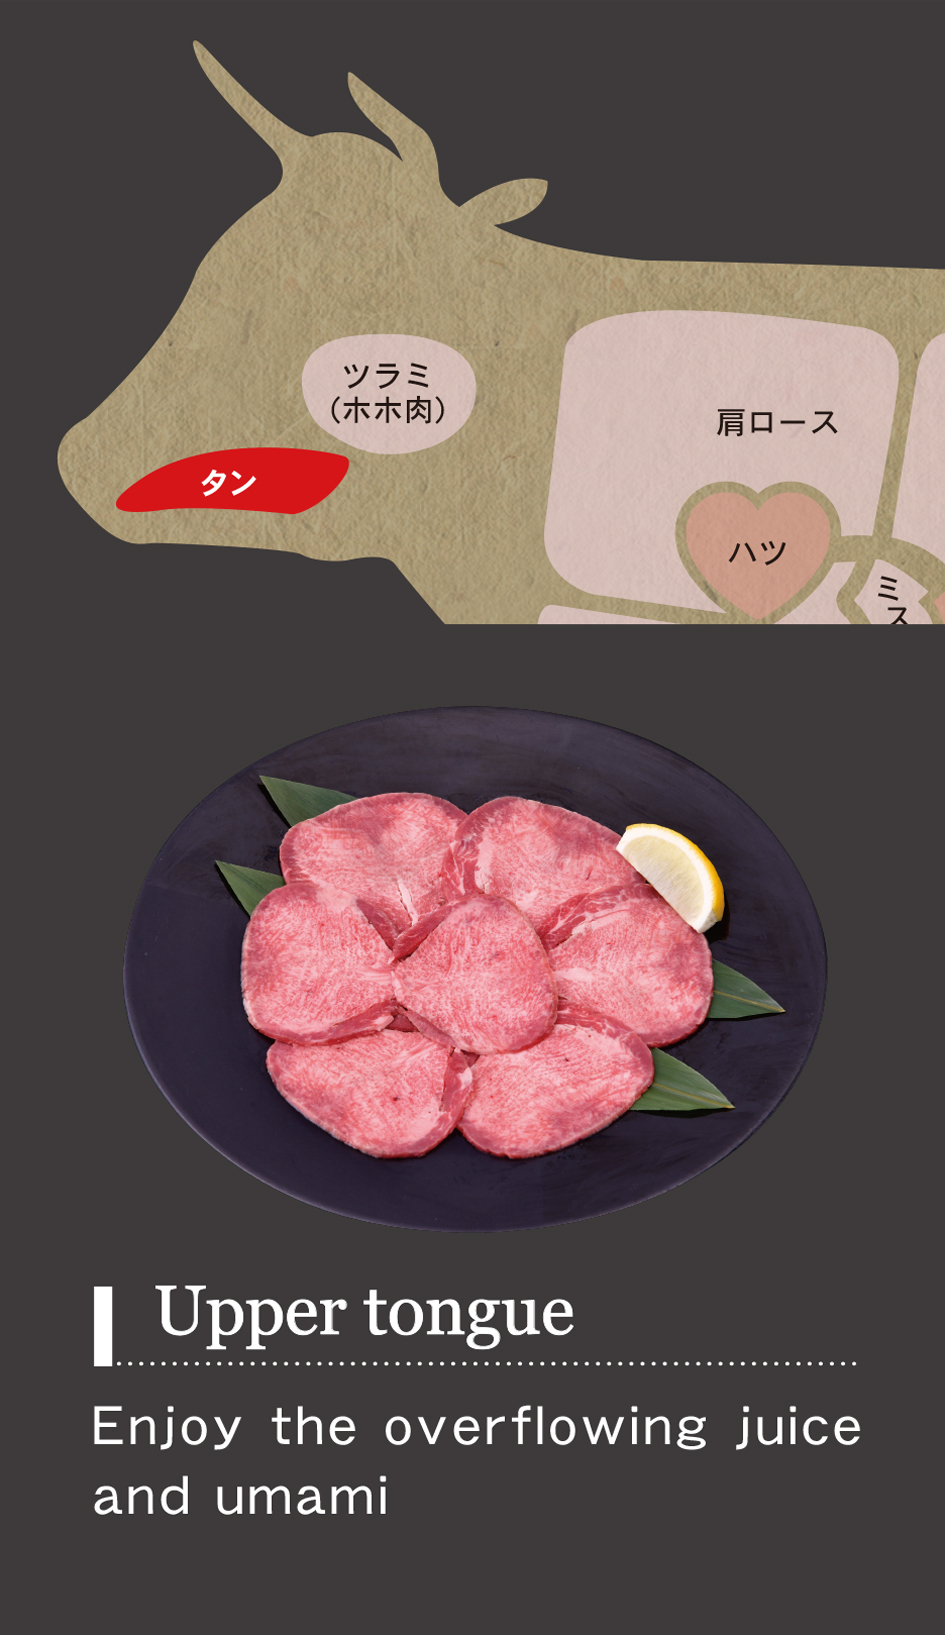 ツラミ
（ホホ肉）
タン
肩ロース
ハツ
ミス
Upper tongue
Enjoy the overflowing juice
and umami